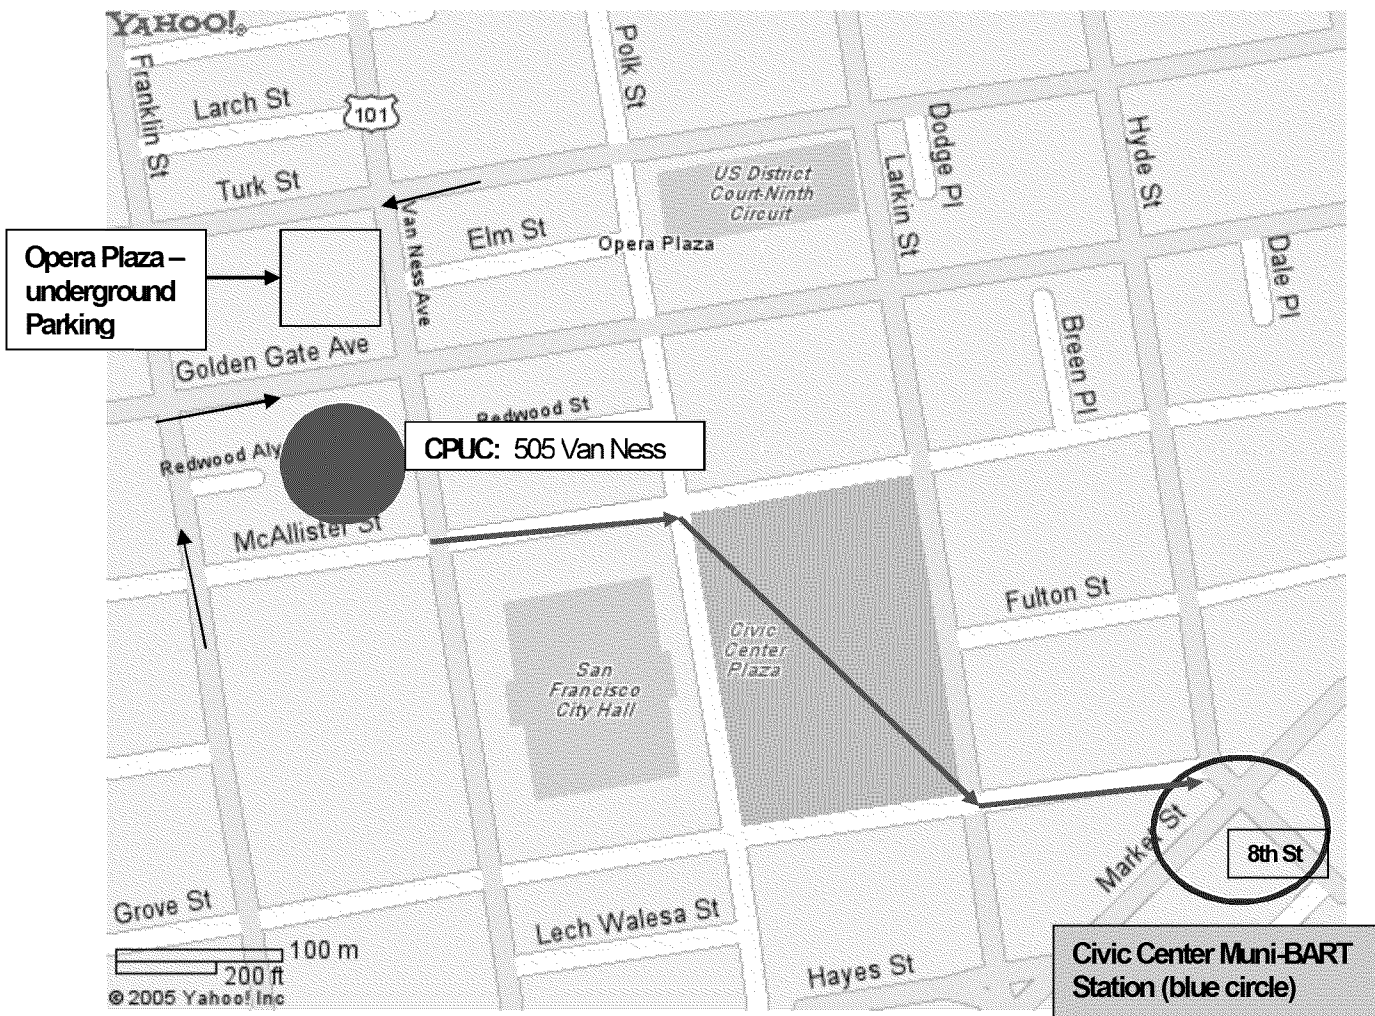 YAHOO!®
Franklin St
Larch St
101
Polk St
Turk St
Van Ness Ave
Elm St
Opera Plaza
US District
Court-Ninth
Circuit
Larkin St
Dodge Pl
Hyde St
Dale Pl
Breen Pl
Opera Plaza –
underground
Parking
Golden Gate Ave
Redwood St
Redwood Aly
CPUC: 505 Van Ness
McAllister St
San
Francisco
City Hall
Civic
Center
Plaza
Fulton St
Market St
8th St
Grove St
Lech Walesa St
Hayes St
100 m
200 ft
© 2005 Yahoo! Inc
Civic Center Muni-BART
Station (blue circle)